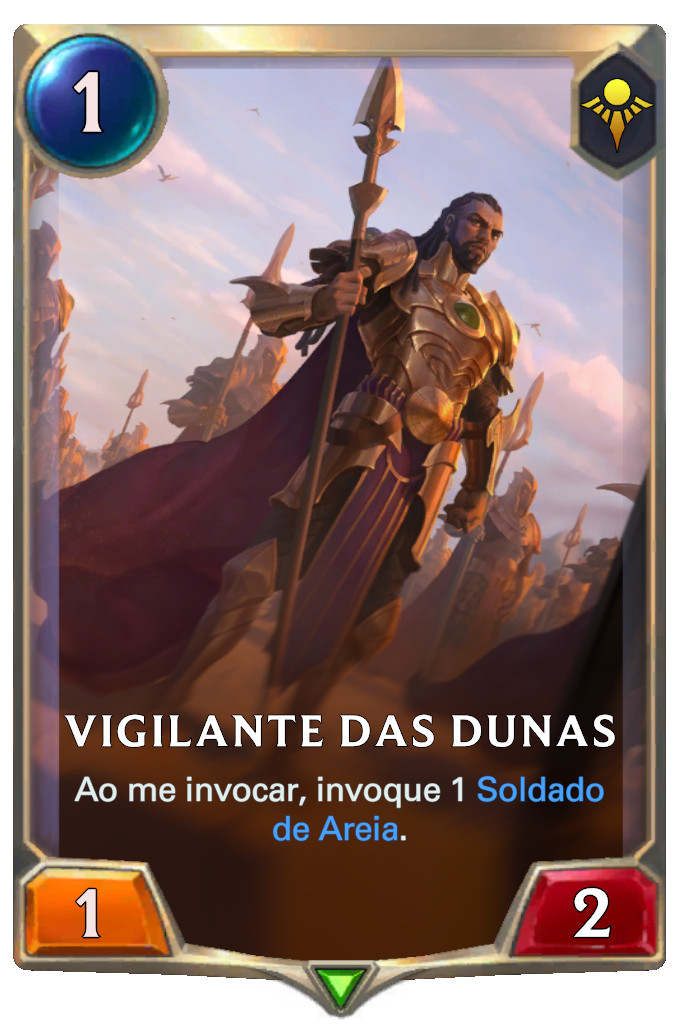 1
VIGILANTE DAS DUNAS
Ao me invocar, invoque 1 Soldado
de Areia.
1 2